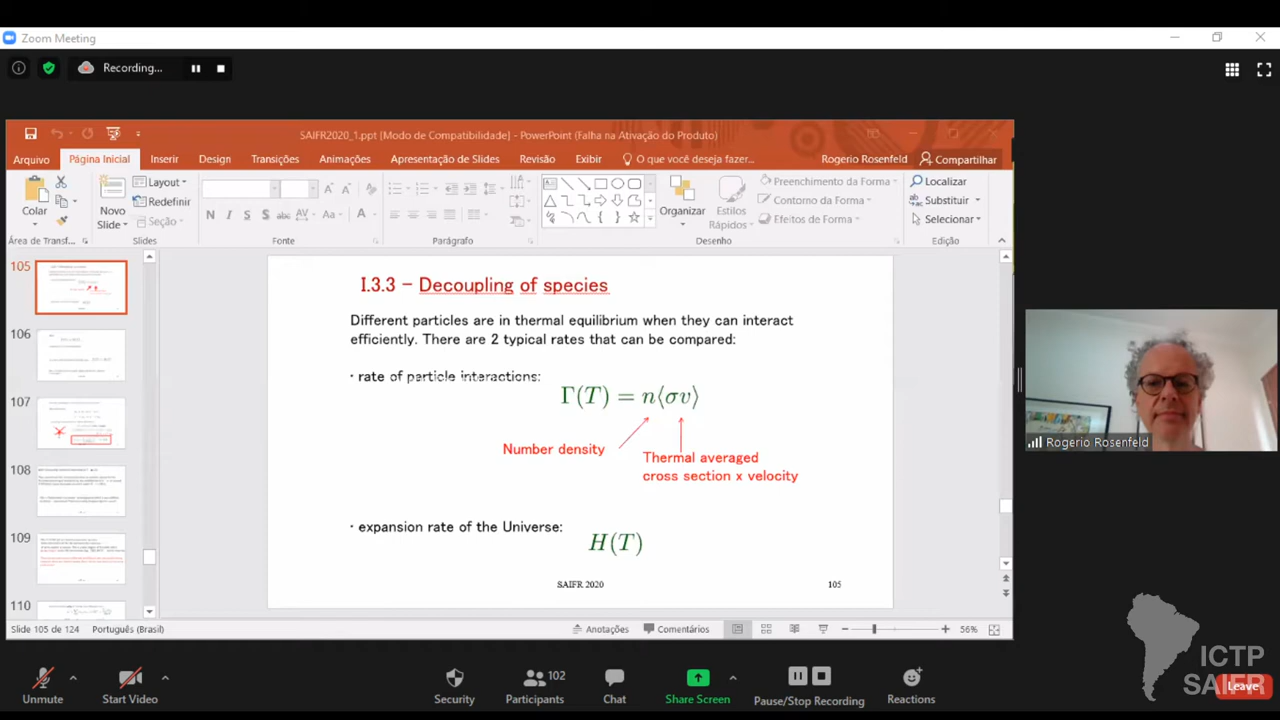 Zoom Meeting
Recording...
SAIFR2020_1.ppt [Modo de Compatibilidade] - PowerPoint (Falha na Ativação do Produto)
Arquivo
Página Inicial
Inserir
Design
Transições
Animações
Apresentação de Slides
Revisão
Exibir
O que você deseja fazer...
Rogerio Rosenfeld
Compartilhar
Colar
Novo
Slide
Layout
Redefinir
Seção
N I S S abc AV Aa A
Organizar
Estilos
Rápidos
Preenchimento da Forma
Contorno da Forma
Efeitos de Forma
Localizar
Substituir
Selecionar
Área de Transf...
Slides
Fonte
Parágrafo
Desenho
Edição
105
106
107
108
109
110
I.3.3 – Decoupling of species
Different particles are in thermal equilibrium when they can interact
efficiently. There are 2 typical rates that can be compared:
· rate of particle interactions:
Γ(T) = n⟨σv⟩
Number density
Thermal averaged
cross section x velocity
· expansion rate of the Universe:
H(T)
SAIFR 2020
105
Rogerio Rosenfeld
Slide 105 de 124
Português (Brasil)
Anotações
Comentários
56%
Unmute
Start Video
Security
102
Participants
Chat
Share Screen
Pause/Stop Recording
Reactions
Leave
ICTP
SAIFR